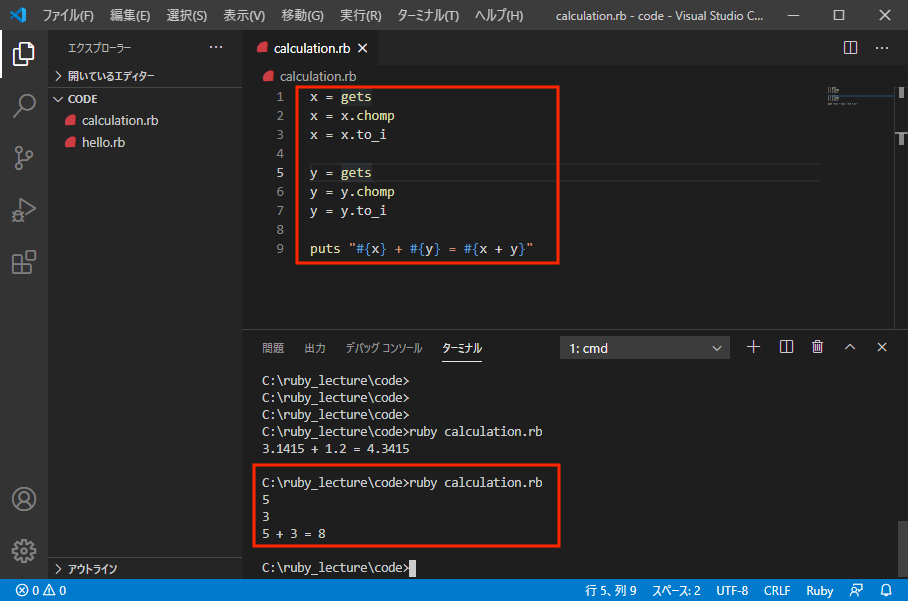 ファイル(F) 編集(E) 選択(S) 表示(V) 移動(G) 実行(R) ターミナル(T) ヘルプ(H) calculation.rb - code - Visual Studio C...
エクスプローラー
開いているエディター
CODE
calculation.rb
hello.rb
アウトライン
calculation.rb
calculation.rb
1 x = gets
2 x = x.chomp
3 x = x.to_i
4
5 y = gets
6 y = y.chomp
7 y = y.to_i
8
9 puts "#{x} + #{y} = #{x + y}"
問題 出力 デバッグ コンソール ターミナル 1: cmd
C:\ruby_lecture\code>
C:\ruby_lecture\code>
C:\ruby_lecture\code>
C:\ruby_lecture\code>ruby calculation.rb
3.1415 + 1.2 = 4.3415
C:\ruby_lecture\code>ruby calculation.rb
5
3
5 + 3 = 8
C:\ruby_lecture\code>
0 0 行 5、列 9 スペース: 2 UTF-8 CRLF Ruby